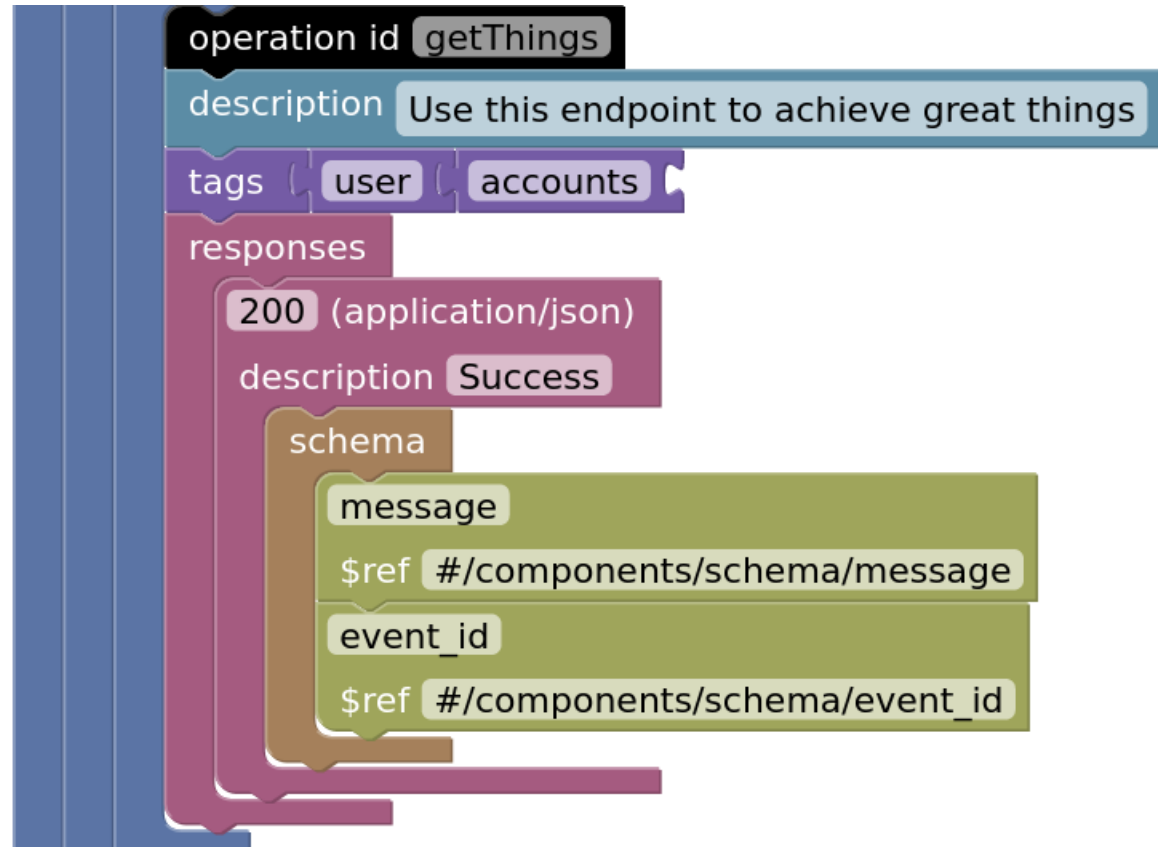 operation id getThings
description Use this endpoint to achieve great things
tags user accounts
responses
200 (application/json)
description Success
schema
message
$ref #/components/schema/message
event_id
$ref #/components/schema/event_id